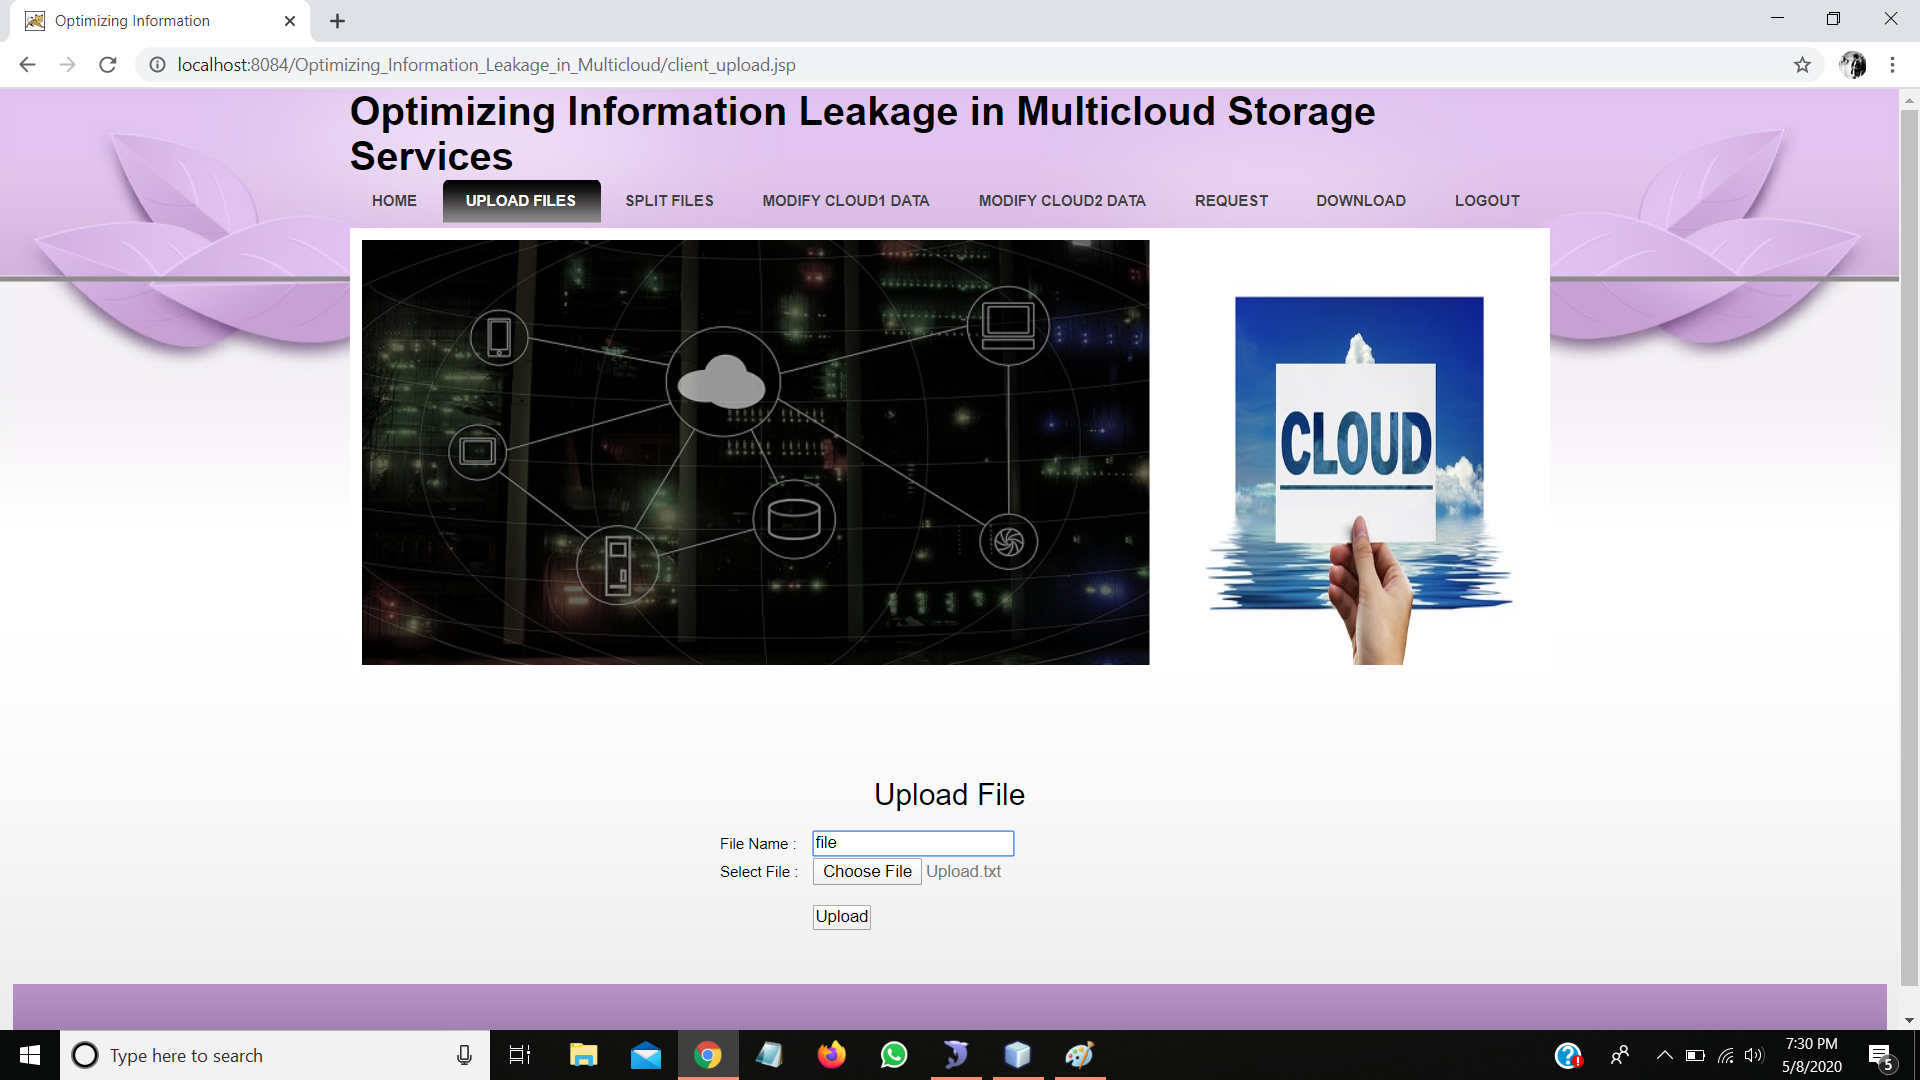 Optimizing Information
localhost:8084/Optimizing_Information_Leakage_in_Multicloud/client_upload.jsp
Optimizing Information Leakage in Multicloud Storage
Services
HOME UPLOAD FILES SPLIT FILES MODIFY CLOUD1 DATA MODIFY CLOUD2 DATA REQUEST DOWNLOAD LOGOUT
CLOUD
Upload File
File Name : file
Select File : Choose File Upload.txt
Upload
Type here to search
7:30 PM
5/8/2020
5